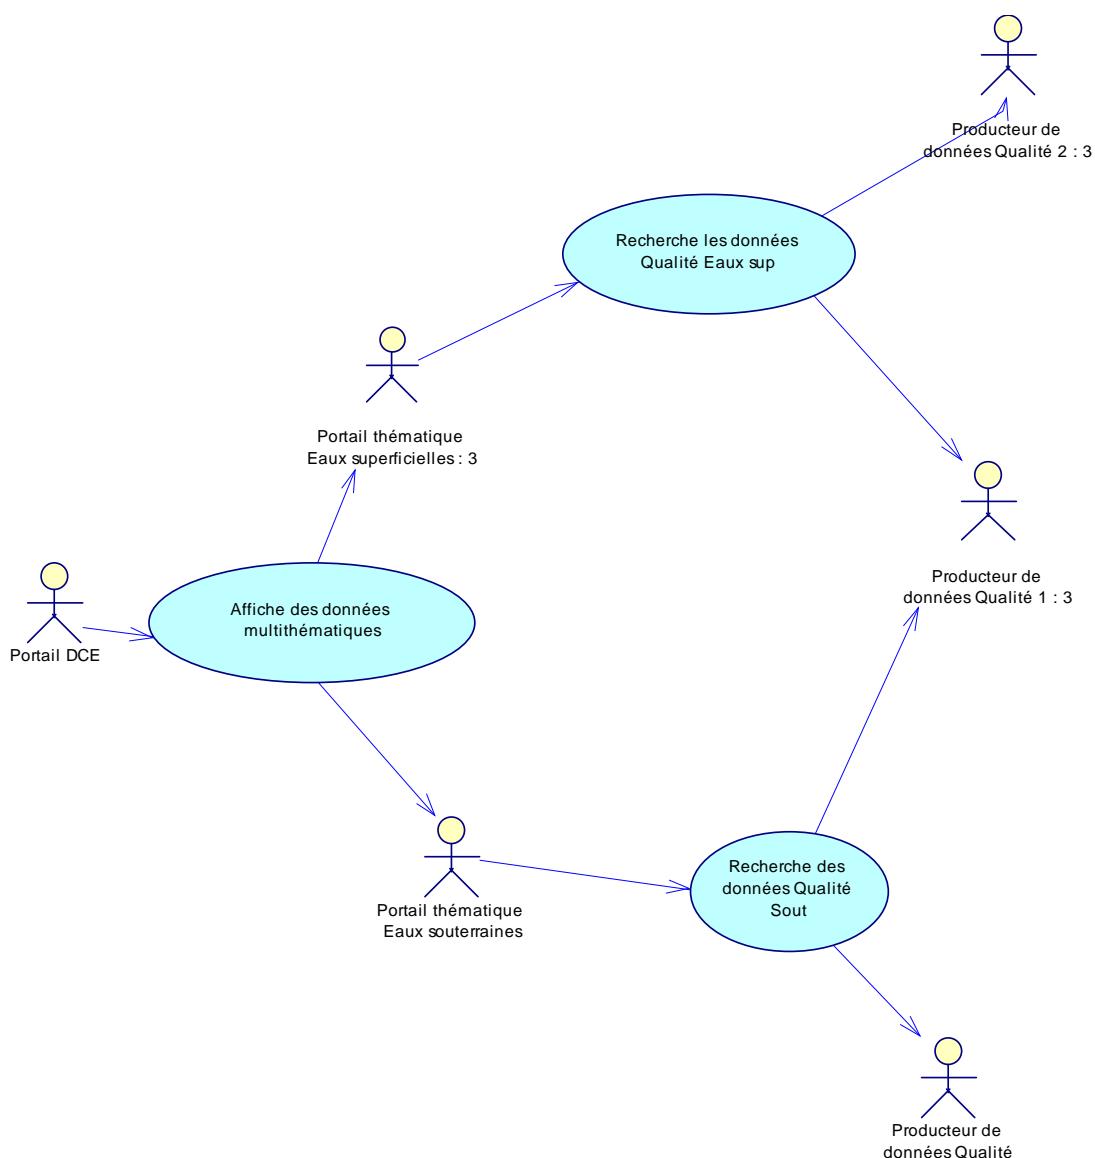 Producteur de
données Qualité 2 : 3
Recherche les données
Qualité Eaux sup
Portail thématique
Eaux superficielles : 3
Producteur de
données Qualité 1 : 3
Affiche des données
multithématiques
Portail DCE
Recherche des
données Qualité
Sout
Portail thématique
Eaux souterraines
Producteur de
données Qualité